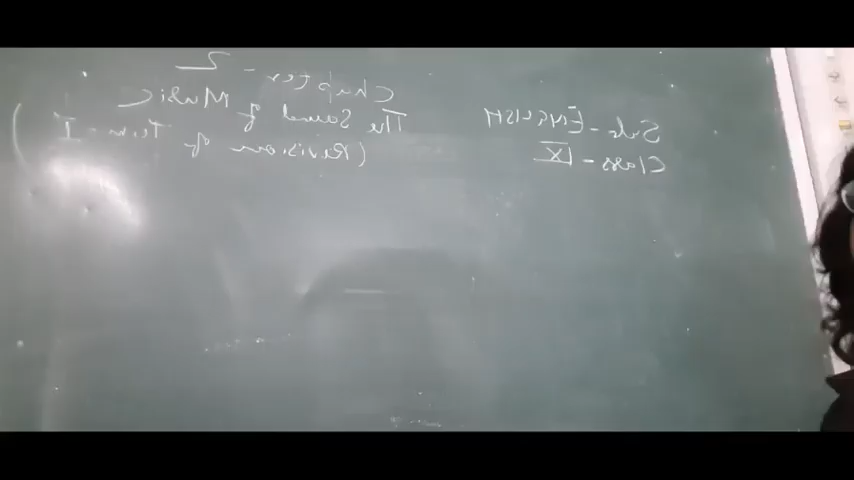 Sub - ENGLISH
Class - IX
Chapter - 2
The Sound of Music
(Revision of Term - I)